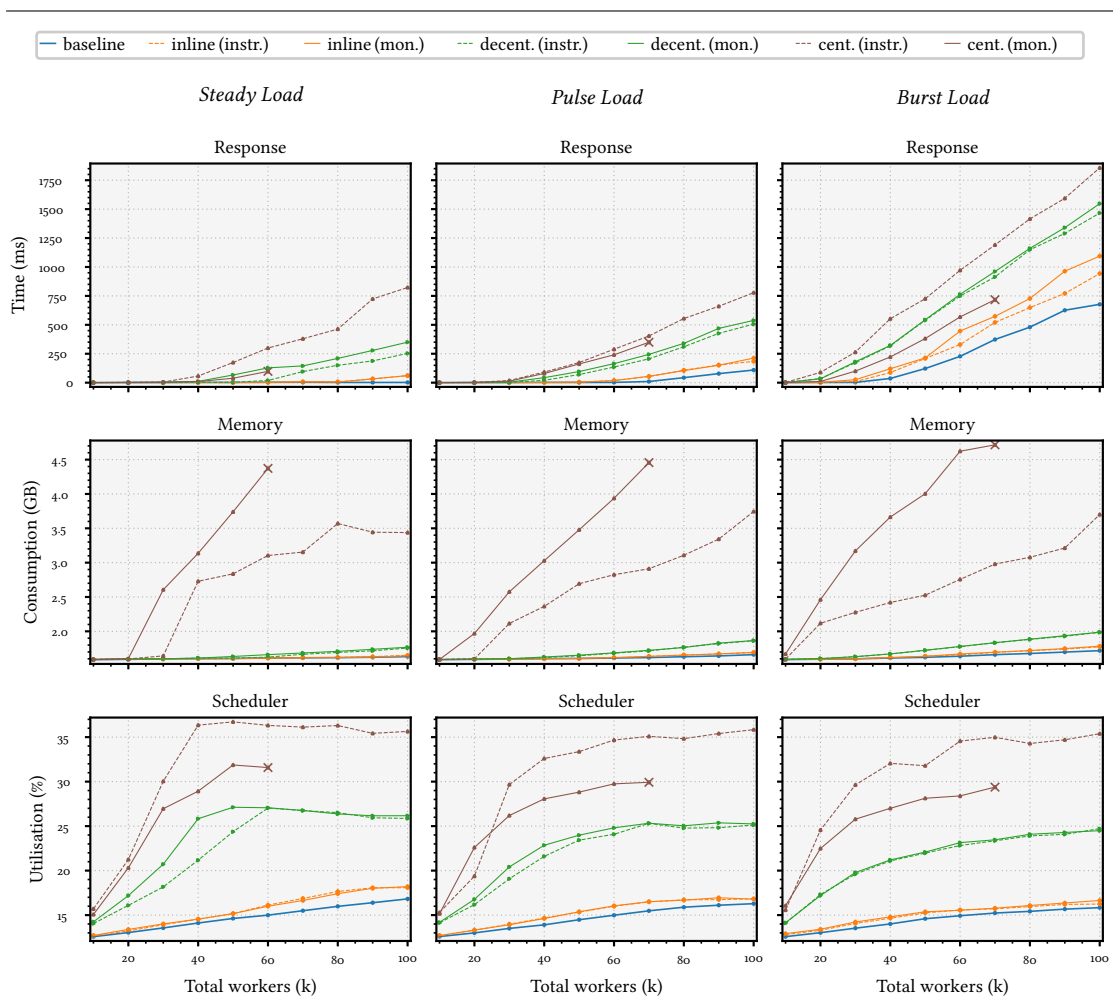 baseline inline (instr.) inline (mon.) decent. (instr.) decent. (mon.) cent. (instr.) cent. (mon.)
Steady Load Pulse Load Burst Load
Response Response Response
Time (ms)
1750
1500
1250
1000
750
500
250
0
Memory Memory Memory
Consumption (GB)
4.5
4.0
3.5
3.0
2.5
2.0
Scheduler Scheduler Scheduler
Utilisation (%)
35
30
25
20
15
20 40 60 80 100 20 40 60 80 100 20 40 60 80 100
Total workers (k) Total workers (k) Total workers (k)